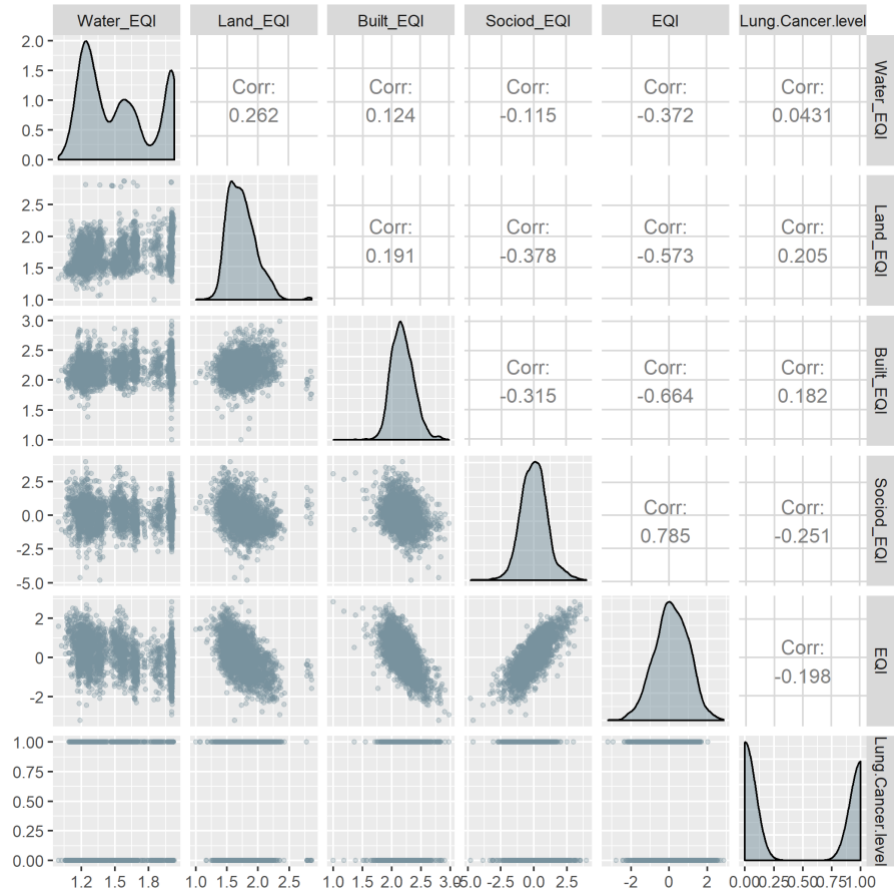 Water_EQI Land_EQI Built_EQI Sociod_EQI EQI Lung.Cancer.level
2.0
1.5
1.0
0.5
0.0
Corr:
0.262
Corr:
0.124
Corr:
-0.115
Corr:
-0.372
Corr:
0.0431
Water_EQI
2.5
2.0
1.5
1.0
Corr:
0.191
Corr:
-0.378
Corr:
-0.573
Corr:
0.205
Land_EQI
3.0
2.5
2.0
1.5
1.0
Corr:
-0.315
Corr:
-0.664
Corr:
0.182
Built_EQI
2.5
0.0
-2.5
-5.0
Corr:
0.785
Corr:
-0.251
Sociod_EQI
2
0
-2
Corr:
-0.198
EQI
1.00
0.75
0.50
0.25
0.00
Lung.Cancer.level
1.2 1.5 1.8 1.0 1.5 2.0 2.5 1.0 1.5 2.0 2.5 3.0 -5.0 -2.5 0.0 2.5 -2 0 2 0.00 0.25 0.50 0.75 1.00